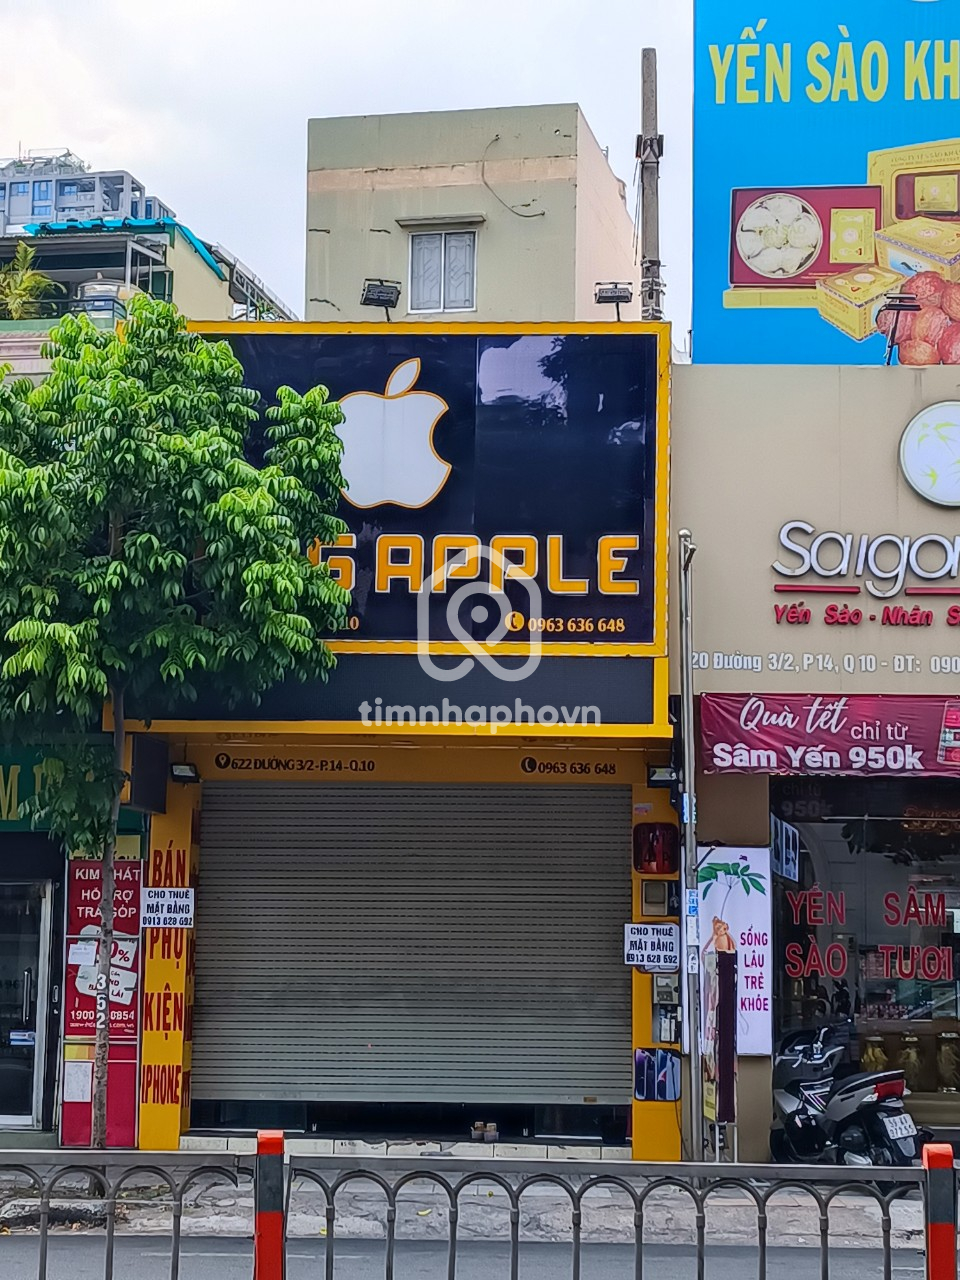 YẾN SÀO KH
APPLE
0963 636 648
timnhaphovn
622 ĐƯỜNG 3/2-P.14-Q.10
0963 636 648
Saigon
Yến Sào - Nhân S
20 Đường 3/2, P14, Q10 - ĐT: 090
Quà tết chỉ từ
Sâm Yến 950k
KIM PHÁT
HỖ TRỢ
TRẢ GÓP
352
BÁN
PHỤ
KIỆN
IPHONE
CHO THUÊ
MẶT BẰNG
0913 628 692
CHO THUÊ
MẶT BẰNG
0913 628 692
SỐNG
LÂU
TRẺ
KHỎE
YẾN
SÀO
SÂM
TƯƠI